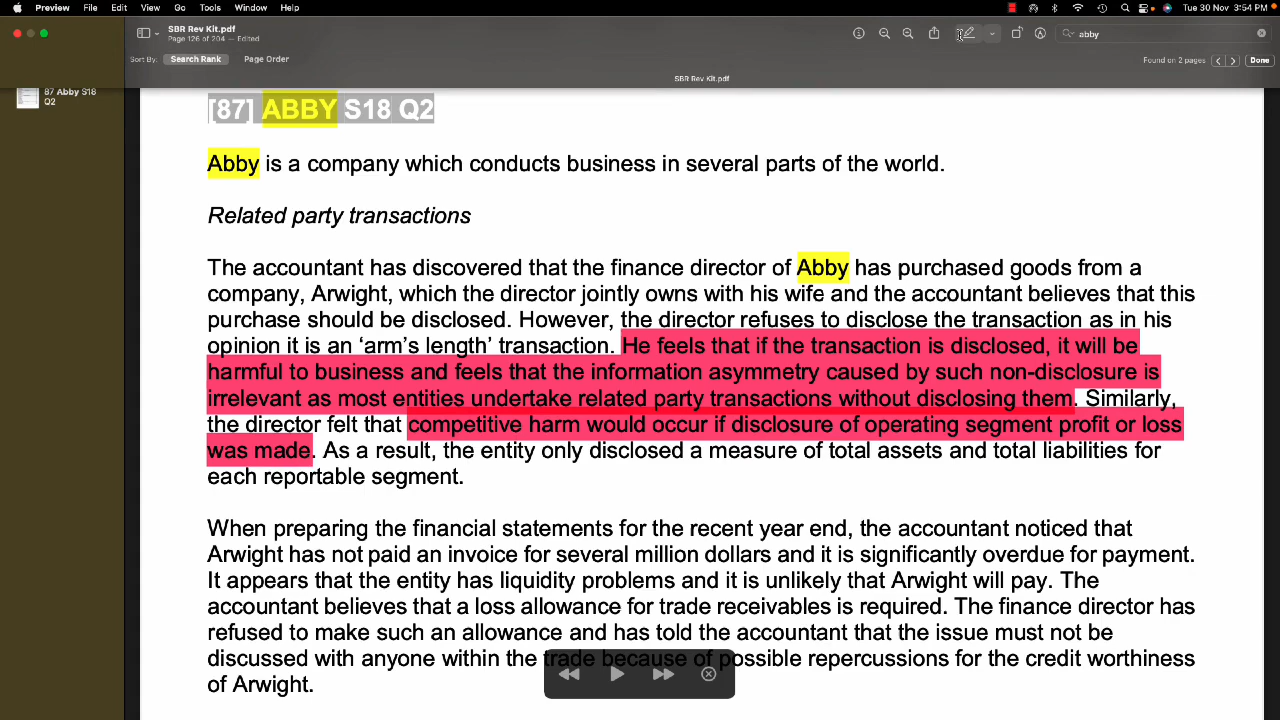 Preview File Edit View Go Tools Window Help Tue 30 Nov 3:54 PM
SBR Rev Kit.pdf
Page 126 of 204 — Edited
abby
Sort By: Search Rank Page Order Found on 2 pages Done
SBR Rev Kit.pdf
87 Abby S18
Q2
[87] ABBY S18 Q2
Abby is a company which conducts business in several parts of the world.
Related party transactions
The accountant has discovered that the finance director of Abby has purchased goods from a
company, Arwight, which the director jointly owns with his wife and the accountant believes that this
purchase should be disclosed. However, the director refuses to disclose the transaction as in his
opinion it is an ‘arm’s length’ transaction. He feels that if the transaction is disclosed, it will be
harmful to business and feels that the information asymmetry caused by such non-disclosure is
irrelevant as most entities undertake related party transactions without disclosing them. Similarly,
the director felt that competitive harm would occur if disclosure of operating segment profit or loss
was made. As a result, the entity only disclosed a measure of total assets and total liabilities for
each reportable segment.
When preparing the financial statements for the recent year end, the accountant noticed that
Arwight has not paid an invoice for several million dollars and it is significantly overdue for payment.
It appears that the entity has liquidity problems and it is unlikely that Arwight will pay. The
accountant believes that a loss allowance for trade receivables is required. The finance director has
refused to make such an allowance and has told the accountant that the issue must not be
discussed with anyone within the trade because of possible repercussions for the credit worthiness
of Arwight.